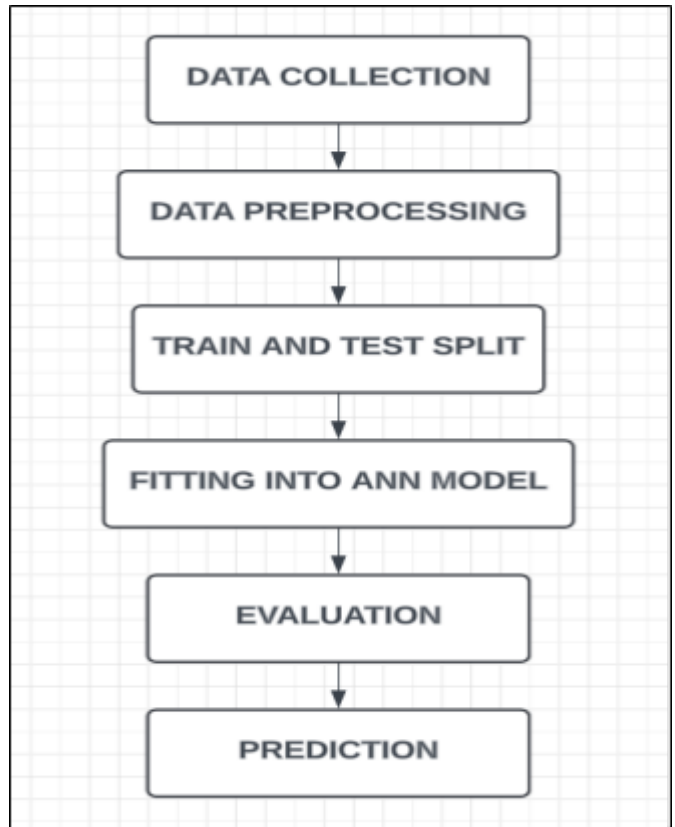 DATA COLLECTION
DATA PREPROCESSING
TRAIN AND TEST SPLIT
FITTING INTO ANN MODEL
EVALUATION
PREDICTION